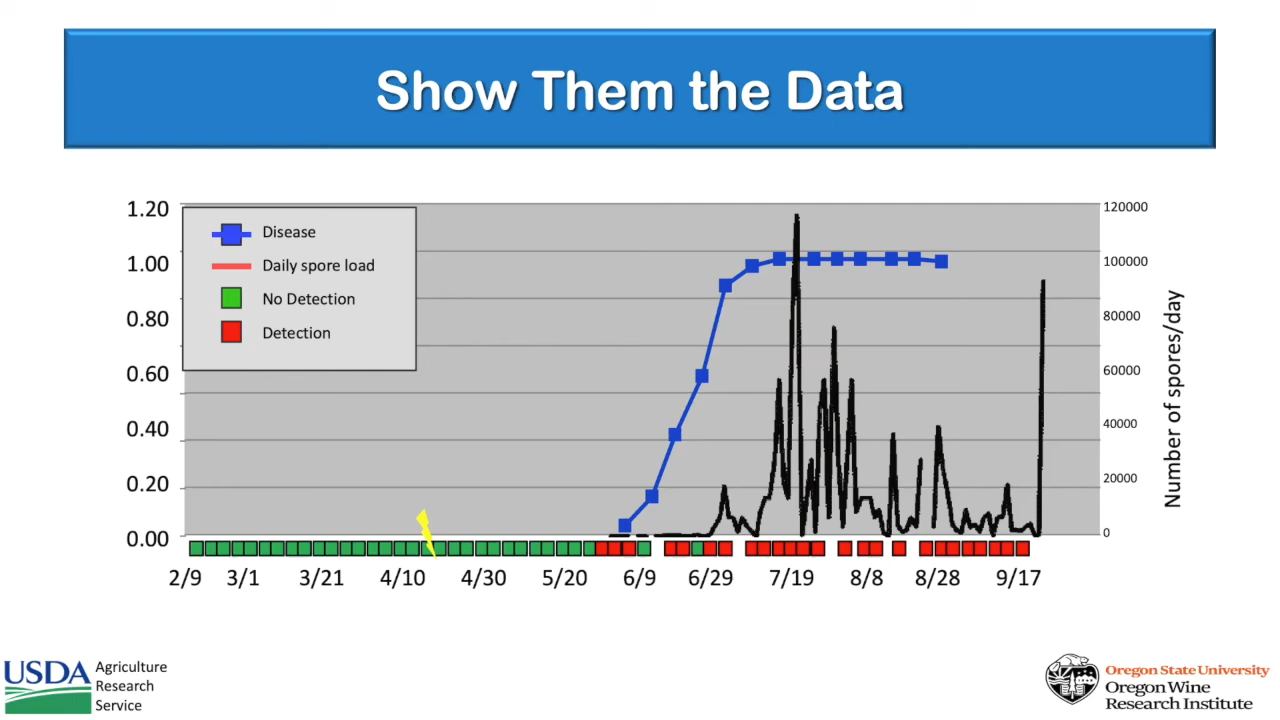 Show Them the Data
1.20
1.00
0.80
0.60
0.40
0.20
0.00
Disease
Daily spore load
No Detection
Detection
120000
100000
80000
60000
40000
20000
0
Number of spores/day
2/9 3/1 3/21 4/10 4/30 5/20 6/9 6/29 7/19 8/8 8/28 9/17
USDA
Agriculture
Research
Service
Oregon State University
Oregon Wine
Research Institute